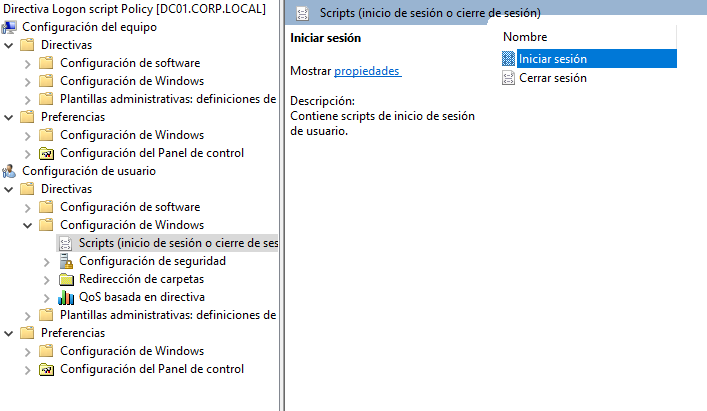 Directiva Logon script Policy [DC01.CORP.LOCAL]
Configuración del equipo
Directivas
Configuración de software
Configuración de Windows
Plantillas administrativas: definiciones de
Preferencias
Configuración de Windows
Configuración del Panel de control
Configuración de usuario
Directivas
Configuración de software
Configuración de Windows
Scripts (inicio de sesión o cierre de ses
Configuración de seguridad
Redirección de carpetas
QoS basada en directiva
Plantillas administrativas: definiciones de
Preferencias
Configuración de Windows
Configuración del Panel de control
Scripts (inicio de sesión o cierre de sesión)
Iniciar sesión
Mostrar propiedades
Descripción:
Contiene scripts de inicio de sesión
de usuario.
Nombre
Iniciar sesión
Cerrar sesión